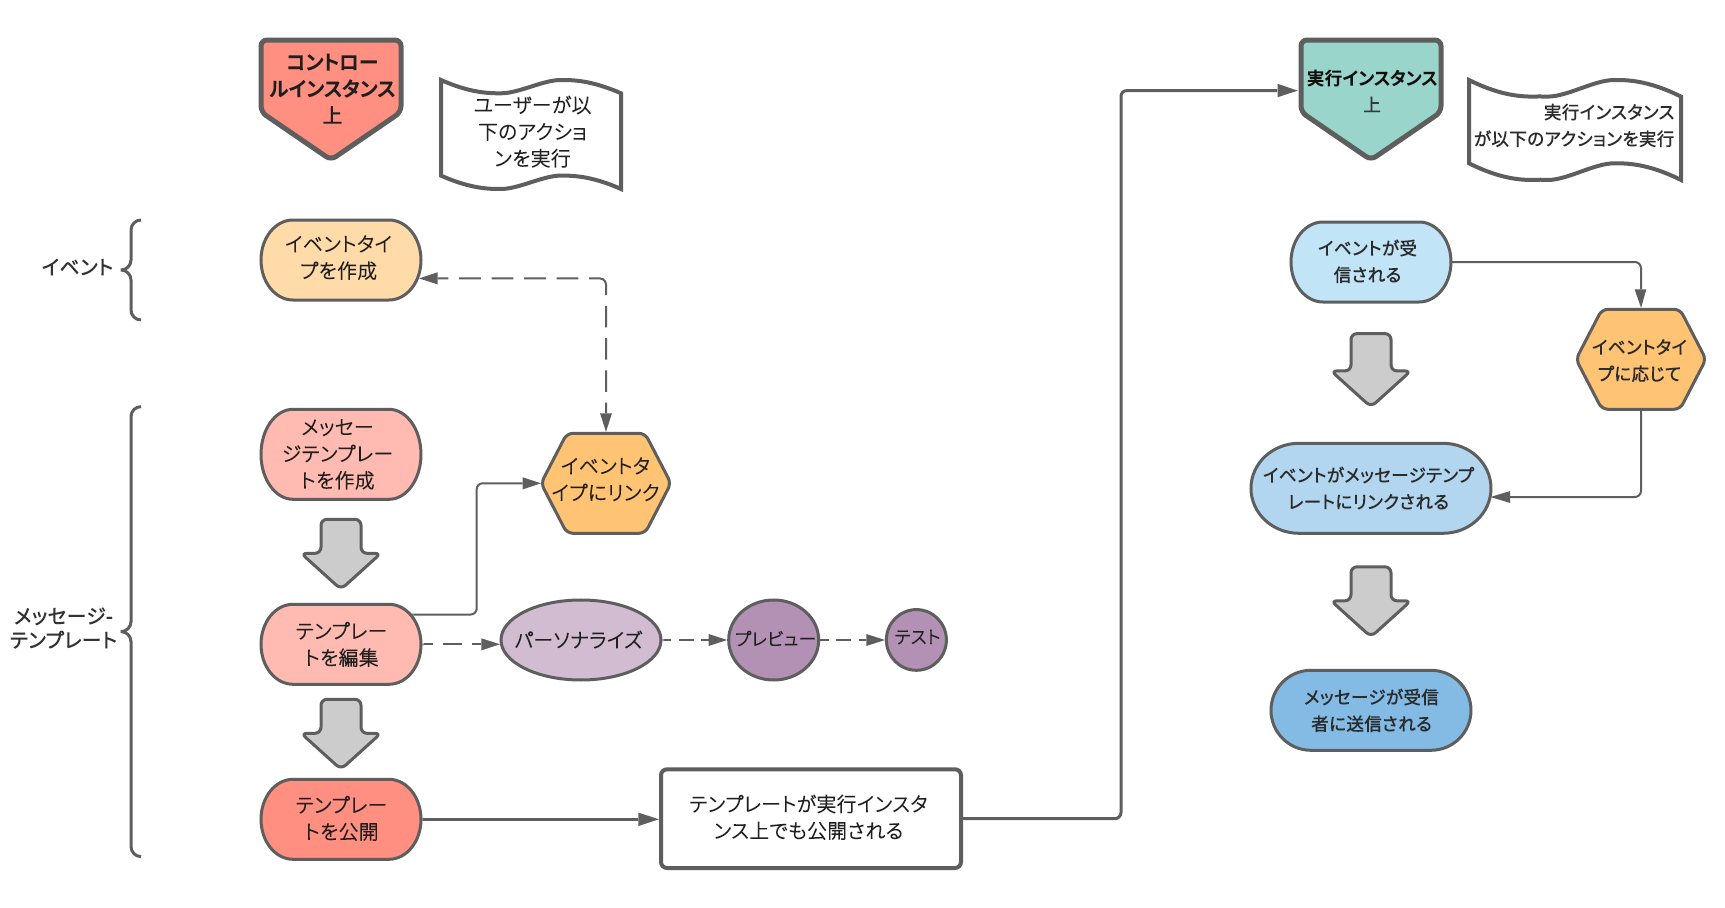 コントロー
ルインスタンス
上
ユーザーが以
下のアクショ
ンを実行
イベント
イベントタイ
プを作成
メッセージ-
テンプレート
メッセー
ジテンプレー
トを作成
イベントタ
イプにリンク
テンプレー
トを編集
パーソナライズ
プレビュー
テスト
テンプレー
トを公開
テンプレートが実行インスタ
ンス上でも公開される
実行インスタンス
上
実行インスタンス
が以下のアクションを実行
イベントが受
信される
イベントタイ
プに応じて
イベントがメッセージテンプ
レートにリンクされる
メッセージが受信
者に送信される